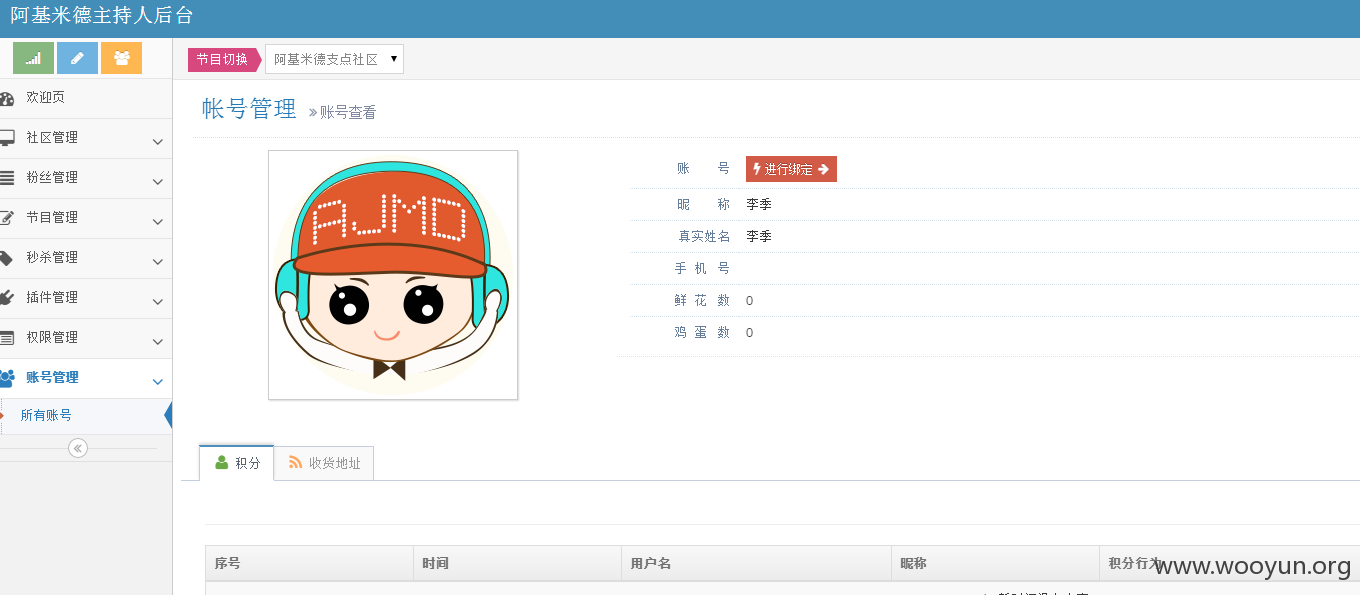 阿基米德主持人后台
节目切换 阿基米德支点社区
欢迎页
社区管理
粉丝管理
节目管理
秒杀管理
插件管理
权限管理
账号管理
所有账号
帐号管理 » 账号查看
AJMD
账 号 进行绑定
昵 称 李季
真实姓名 李季
手 机 号
鲜 花 数 0
鸡 蛋 数 0
积分 收货地址
序号 时间 用户名 昵称 积分行为
www.wooyun.org